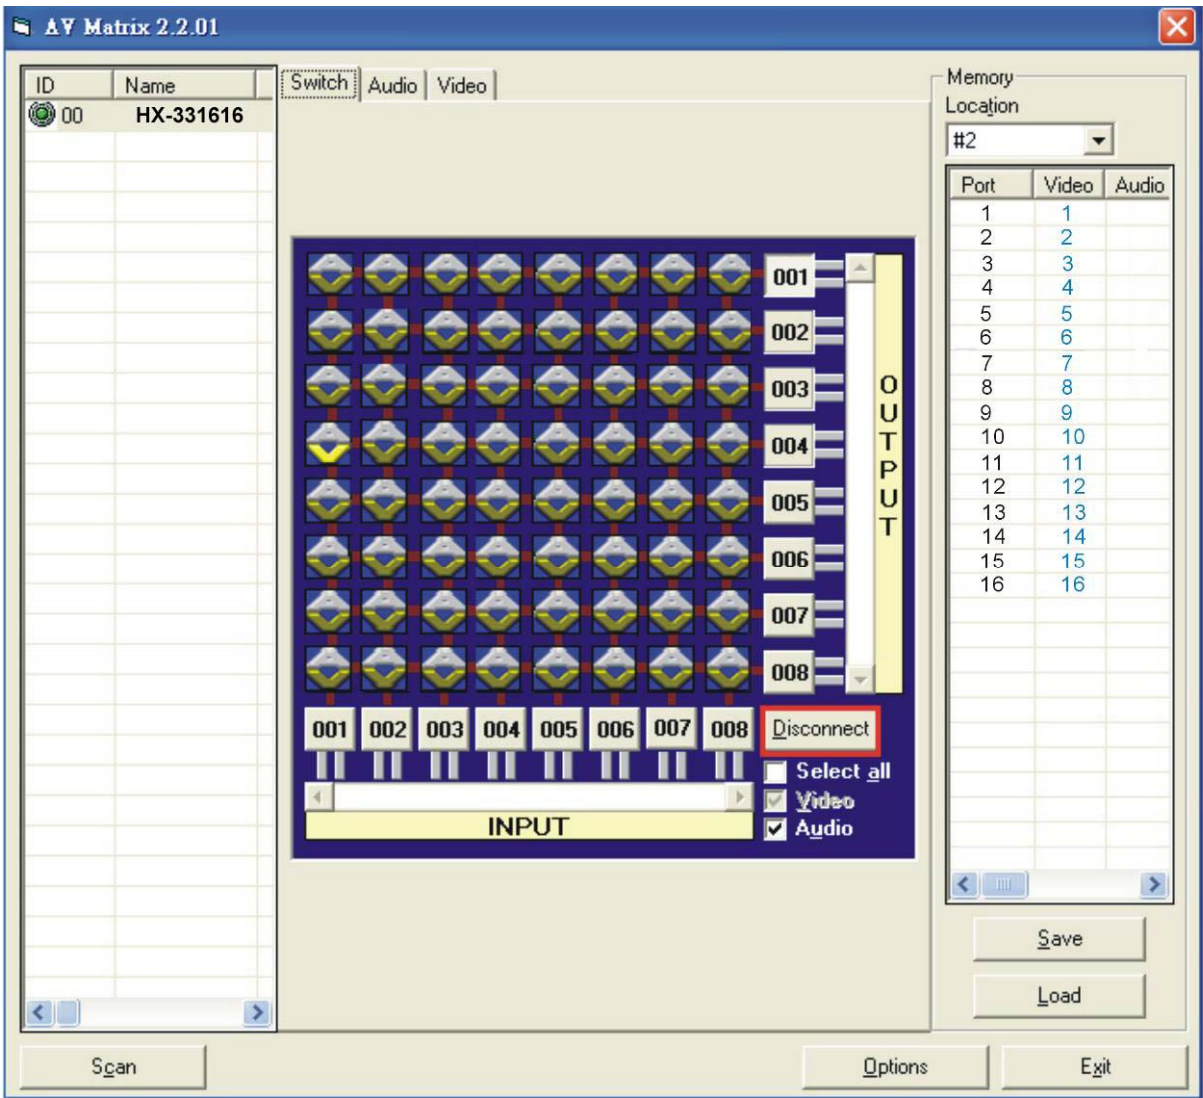 AV Matrix 2.2.01
ID Name
00 HX-331616
Switch Audio Video
Memory
Location
#2
Port Video Audio
1 1
2 2
3 3
4 4
5 5
6 6
7 7
8 8
9 9
10 10
11 11
12 12
13 13
14 14
15 15
16 16
001
002
003
004
005
006
007
008
OUTPUT
001 002 003 004 005 006 007 008
Disconnect
Select all
Video
Audio
INPUT
Save
Load
Scan
Options
Exit